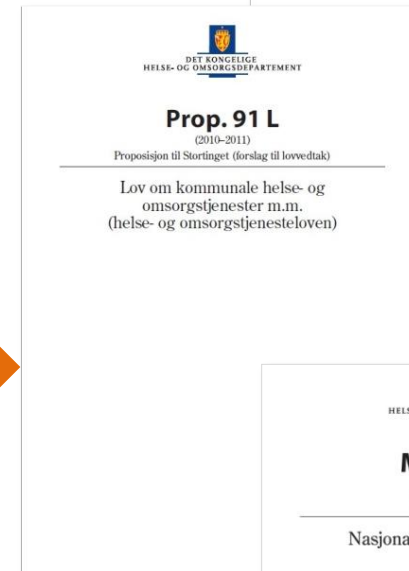 DET KONGELIGE
HELSE- OG OMSORGSDEPARTEMENT
Prop. 91 L
(2010–2011)
Proposisjon til Stortinget (forslag til lovvedtak)
Lov om kommunale helse- og
omsorgstjenester m.m.
(helse- og omsorgstjenesteloven)